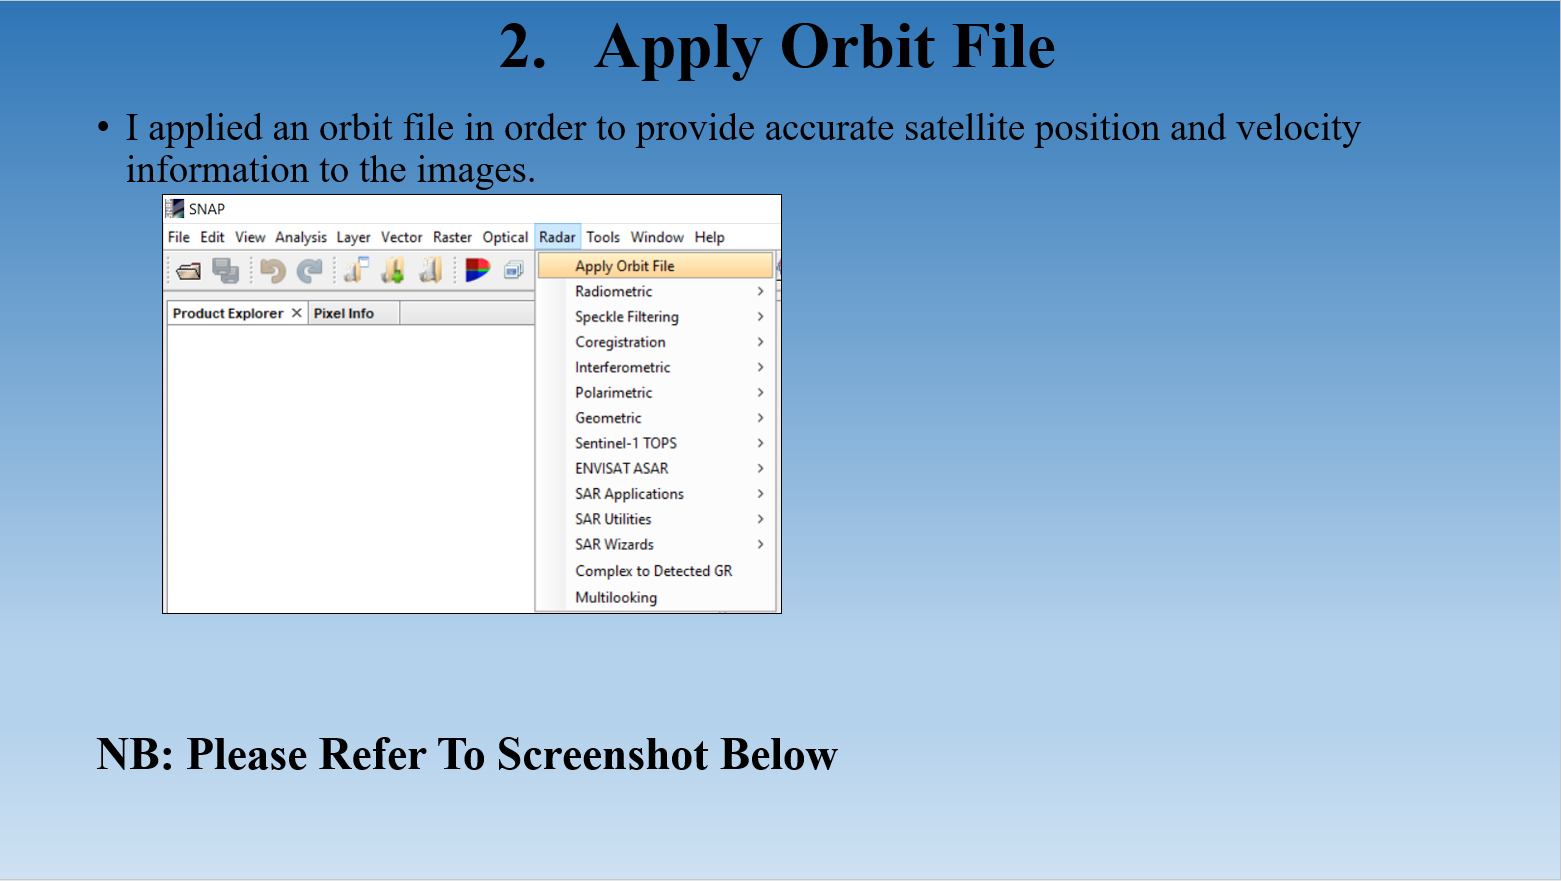 2. Apply Orbit File
• I applied an orbit file in order to provide accurate satellite position and velocity
information to the images.
SNAP
File Edit View Analysis Layer Vector Raster Optical Radar Tools Window Help
Apply Orbit File
Radiometric
Product Explorer Pixel Info
Speckle Filtering
Coregistration
Interferometric
Polarimetric
Geometric
Sentinel-1 TOPS
ENVISAT ASAR
SAR Applications
SAR Utilities
SAR Wizards
Complex to Detected GR
Multilooking
NB: Please Refer To Screenshot Below